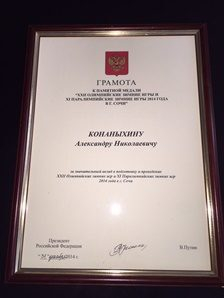 ГРАМОТА
К ПАМЯТНОЙ МЕДАЛИ
"XXII ОЛИМПИЙСКИЕ ЗИМНИЕ ИГРЫ И
XI ПАРАЛИМПИЙСКИЕ ЗИМНИЕ ИГРЫ 2014 ГОДА
В Г. СОЧИ"
КОНАНЫХИНУ
Александру Николаевичу
за значительный вклад в подготовку и проведение
XXII Олимпийских зимних игр и XI Паралимпийских зимних игр
2014 года в г. Сочи
Президент
Российской Федерации
В.Путин
2014 г.